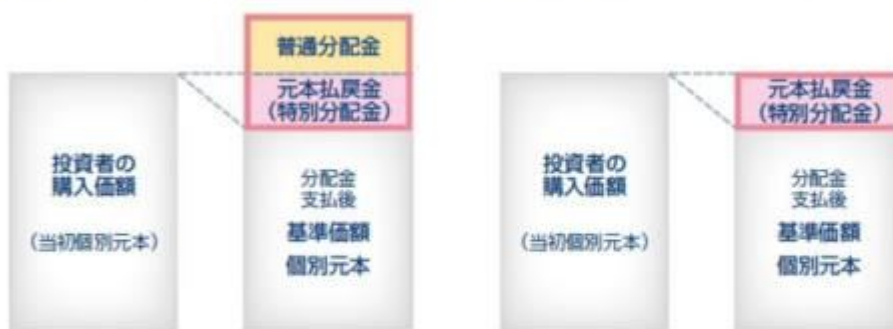 普通分配金
元本払戻金
（特別分配金）
投資者の
購入価額
（当初個別元本）
分配金
支払後
基準価額
個別元本
元本払戻金
（特別分配金）
投資者の
購入価額
（当初個別元本）
分配金
支払後
基準価額
個別元本